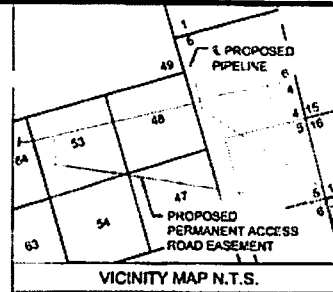 1
6
℄ PROPOSED
PIPELINE
49
6
4
48
4 15
5 16
53
64
47
5
6
PROPOSED
PERMANENT ACCESS
ROAD EASEMENT
54
63
VICINITY MAP N.T.S.